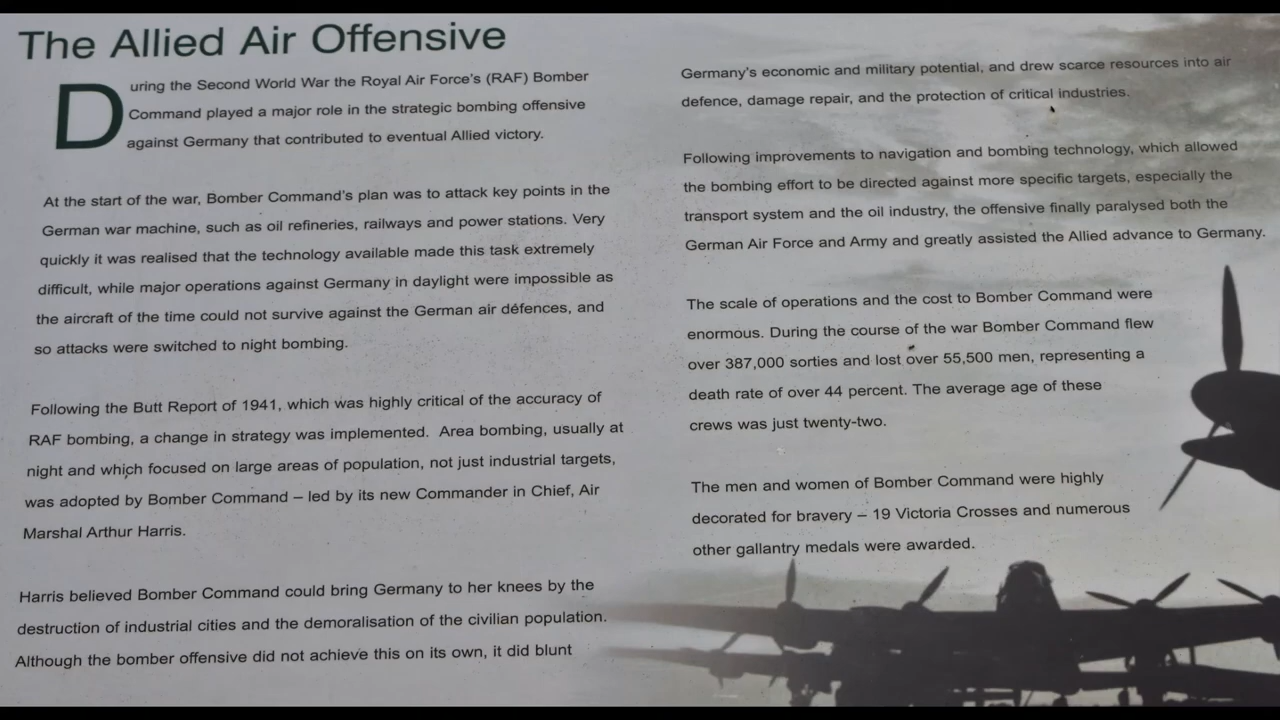 The Allied Air Offensive
During the Second World War the Royal Air Force's (RAF) Bomber
Command played a major role in the strategic bombing offensive
against Germany that contributed to eventual Allied victory.
At the start of the war, Bomber Command's plan was to attack key points in the
German war machine, such as oil refineries, railways and power stations. Very
quickly it was realised that the technology available made this task extremely
difficult, while major operations against Germany in daylight were impossible as
the aircraft of the time could not survive against the German air defences, and
so attacks were switched to night bombing.
Following the Butt Report of 1941, which was highly critical of the accuracy of
RAF bombing, a change in strategy was implemented. Area bombing, usually at
night and which focused on large areas of population, not just industrial targets,
was adopted by Bomber Command – led by its new Commander in Chief, Air
Marshal Arthur Harris.
Harris believed Bomber Command could bring Germany to her knees by the
destruction of industrial cities and the demoralisation of the civilian population.
Although the bomber offensive did not achieve this on its own, it did blunt
Germany's economic and military potential, and drew scarce resources into air
defence, damage repair, and the protection of critical industries.
Following improvements to navigation and bombing technology, which allowed
the bombing effort to be directed against more specific targets, especially the
transport system and the oil industry, the offensive finally paralysed both the
German Air Force and Army and greatly assisted the Allied advance to Germany.
The scale of operations and the cost to Bomber Command were
enormous. During the course of the war Bomber Command flew
over 387,000 sorties and lost over 55,500 men, representing a
death rate of over 44 percent. The average age of these
crews was just twenty-two.
The men and women of Bomber Command were highly
decorated for bravery – 19 Victoria Crosses and numerous
other gallantry medals were awarded.